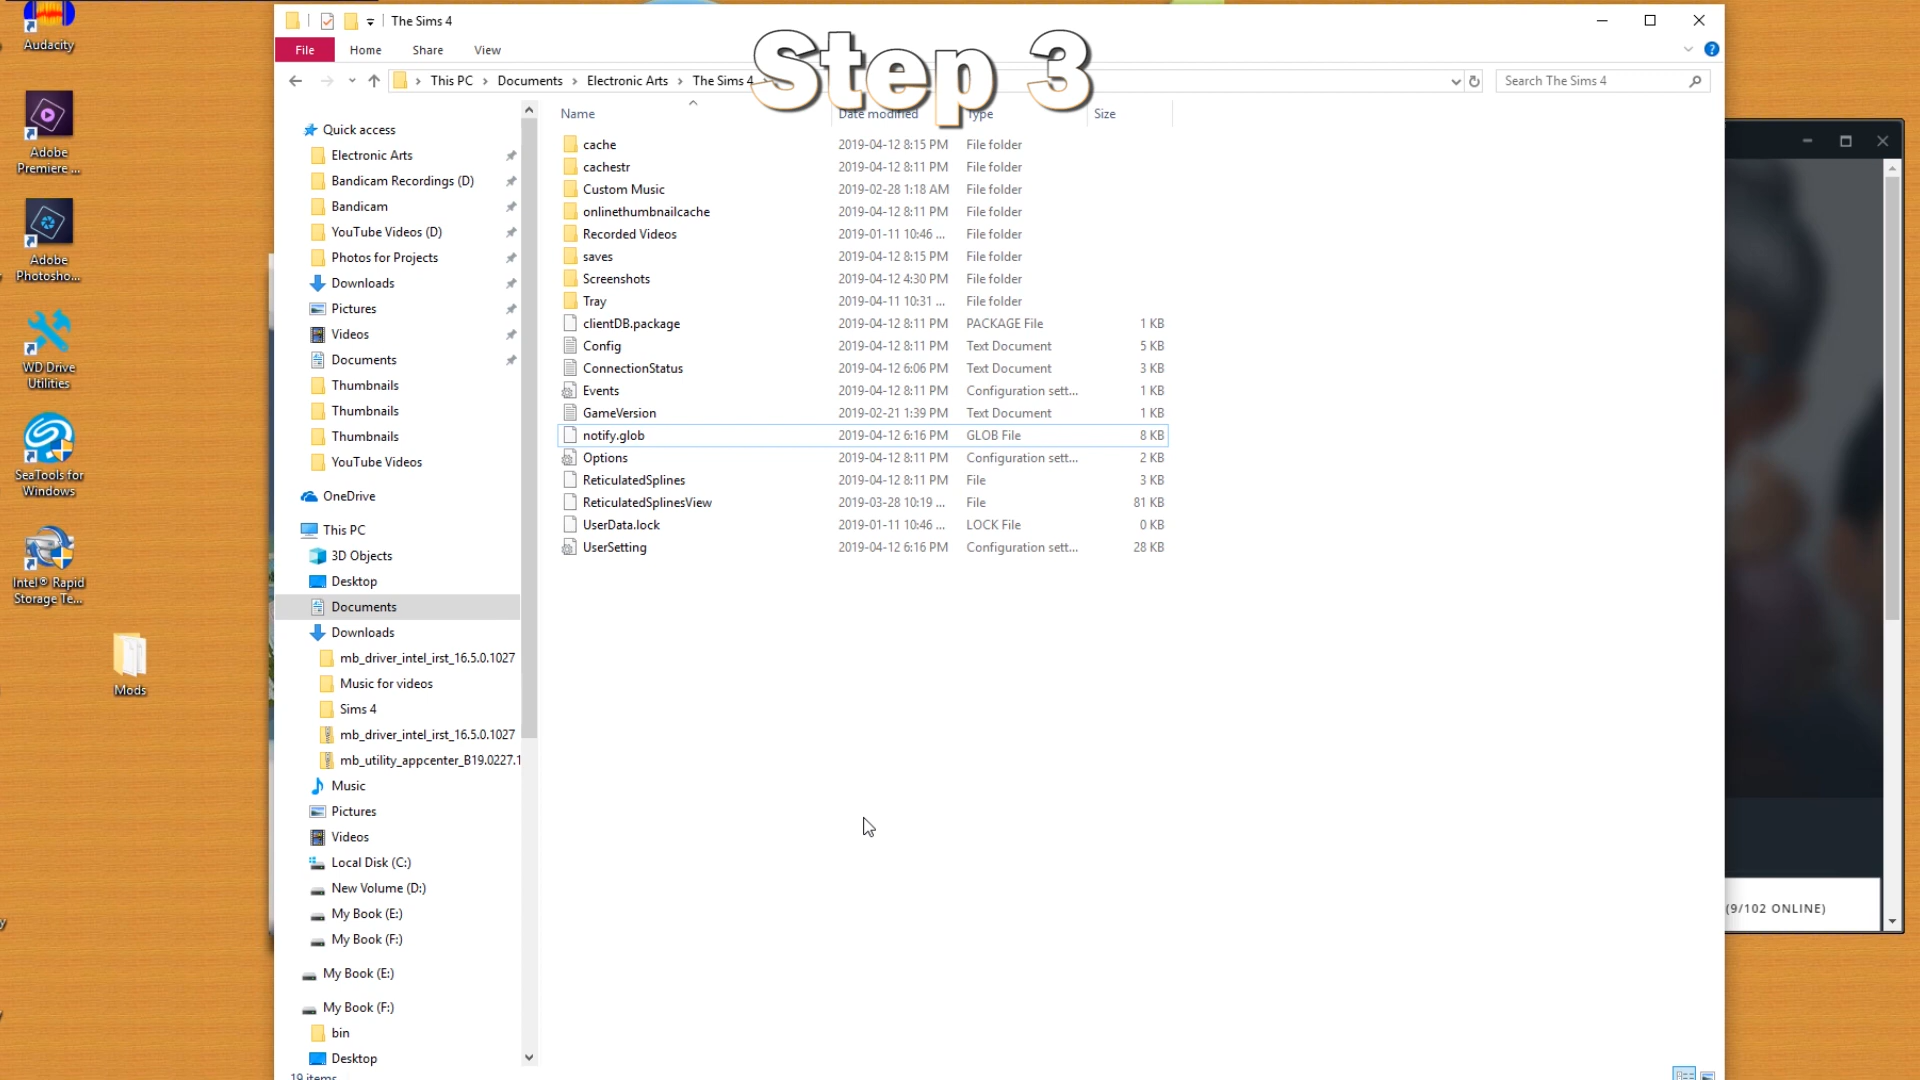 Audacity
Adobe
Premiere ...
Adobe
Photosho...
WD Drive
Utilities
SeaTools for
Windows
Intel® Rapid
Storage Te...
Mods
The Sims 4
File Home Share View
Step 3
This PC Documents Electronic Arts The Sims 4
Search The Sims 4
Quick access
Electronic Arts
Bandicam Recordings (D)
Bandicam
YouTube Videos (D)
Photos for Projects
Downloads
Pictures
Videos
Documents
Thumbnails
Thumbnails
Thumbnails
YouTube Videos
OneDrive
This PC
3D Objects
Desktop
Documents
Downloads
mb_driver_intel_irst_16.5.0.1027
Music for videos
Sims 4
mb_driver_intel_irst_16.5.0.1027
mb_utility_appcenter_B19.0227.1
Music
Pictures
Videos
Local Disk (C:)
New Volume (D:)
My Book (E:)
My Book (F:)
My Book (E:)
My Book (F:)
bin
Desktop
19 items
Name Date modified Type Size
cache 2019-04-12 8:15 PM File folder
cachestr 2019-04-12 8:11 PM File folder
Custom Music 2019-02-28 1:18 AM File folder
onlinethumbnailcache 2019-04-12 8:11 PM File folder
Recorded Videos 2019-01-11 10:46 ... File folder
saves 2019-04-12 8:15 PM File folder
Screenshots 2019-04-12 4:30 PM File folder
Tray 2019-04-11 10:31 ... File folder
clientDB.package 2019-04-12 8:11 PM PACKAGE File 1 KB
Config 2019-04-12 8:11 PM Text Document 5 KB
ConnectionStatus 2019-04-12 6:06 PM Text Document 3 KB
Events 2019-04-12 8:11 PM Configuration sett... 1 KB
GameVersion 2019-02-21 1:39 PM Text Document 1 KB
notify.glob 2019-04-12 6:16 PM GLOB File 8 KB
Options 2019-04-12 8:11 PM Configuration sett... 2 KB
ReticulatedSplines 2019-04-12 8:11 PM File 3 KB
ReticulatedSplinesView 2019-03-28 10:19 ... File 81 KB
UserData.lock 2019-01-11 10:46 ... LOCK File 0 KB
UserSetting 2019-04-12 6:16 PM Configuration sett... 28 KB
(9/102 ONLINE)